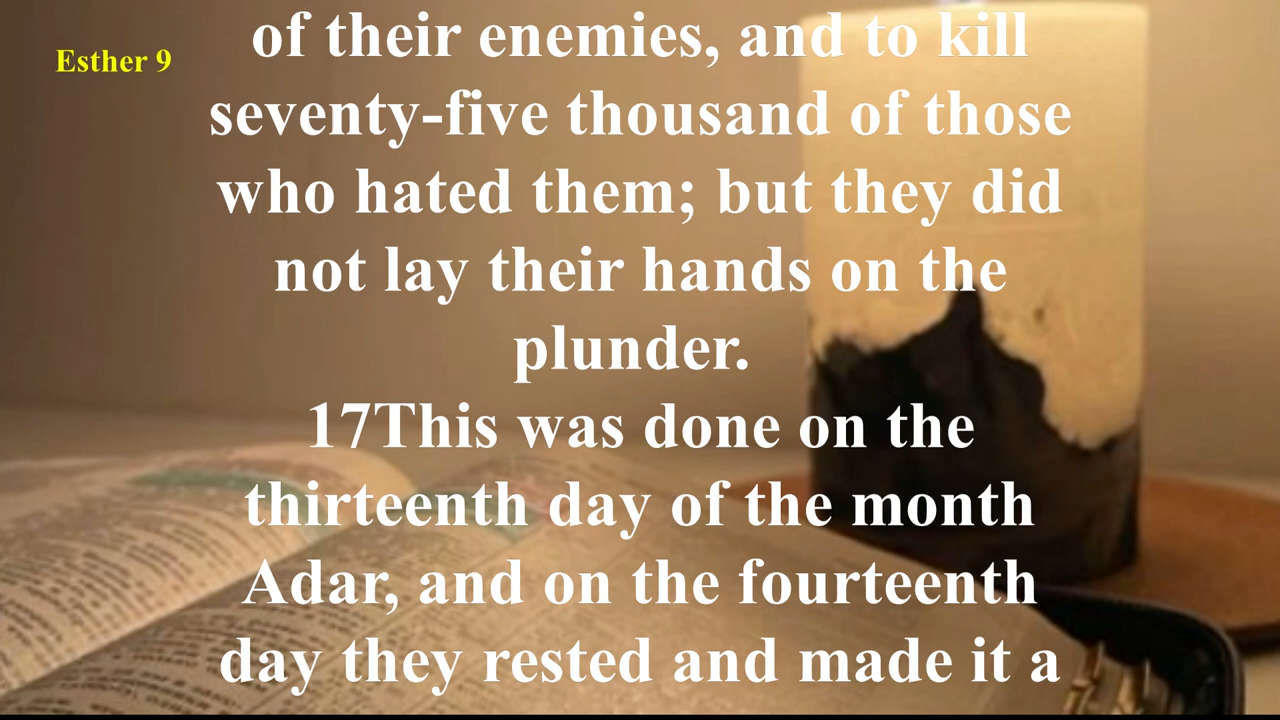 Esther 9
of their enemies, and to kill
seventy-five thousand of those
who hated them; but they did
not lay their hands on the
plunder.
17This was done on the
thirteenth day of the month
Adar, and on the fourteenth
day they rested and made it a